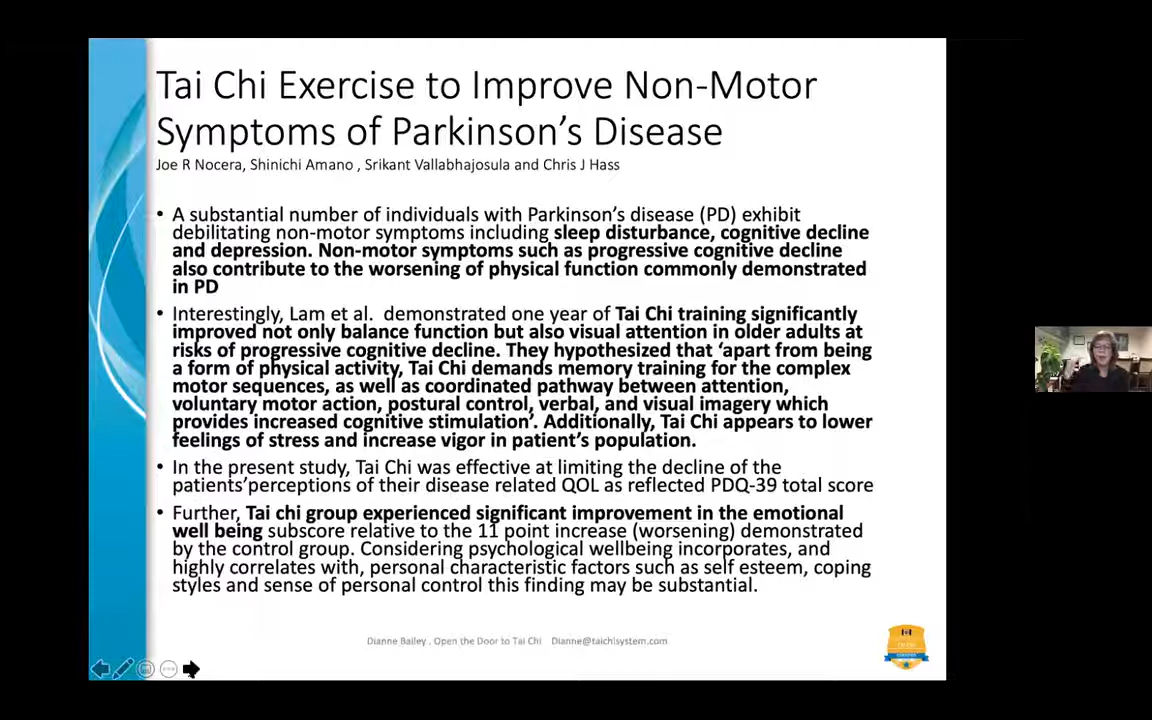 Tai Chi Exercise to Improve Non-Motor
Symptoms of Parkinson's Disease
Joe R Nocera, Shinichi Amano , Srikant Vallabhajosula and Chris J Hass
• A substantial number of individuals with Parkinson's disease (PD) exhibit
debilitating non-motor symptoms including sleep disturbance, cognitive decline
and depression. Non-motor symptoms such as progressive cognitive decline
also contribute to the worsening of physical function commonly demonstrated
in PD
• Interestingly, Lam et al. demonstrated one year of Tai Chi training significantly
improved not only balance function but also visual attention in older adults at
risks of progressive cognitive decline. They hypothesized that 'apart from being
a form of physical activity, Tai Chi demands memory training for the complex
motor sequences, as well as coordinated pathway between attention,
voluntary motor action, postural control, verbal, and visual imagery which
provides increased cognitive stimulation'. Additionally, Tai Chi appears to lower
feelings of stress and increase vigor in patient's population.
• In the present study, Tai Chi was effective at limiting the decline of the
patients'perceptions of their disease related QOL as reflected PDQ-39 total score
• Further, Tai chi group experienced significant improvement in the emotional
well being subscore relative to the 11 point increase (worsening) demonstrated
by the control group. Considering psychological wellbeing incorporates, and
highly correlates with, personal characteristic factors such as self esteem, coping
styles and sense of personal control this finding may be substantial.
Dianne Bailey . Open the Door to Tai Chi Dianne@taichisystem.com